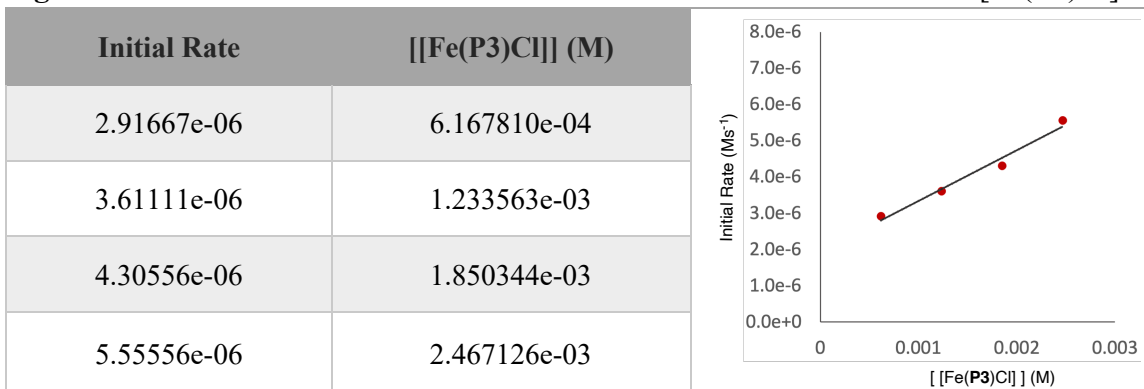 Initial Rate [[Fe(P3)Cl]] (M)
2.91667e-06 6.167810e-04
3.61111e-06 1.233563e-03
4.30556e-06 1.850344e-03
5.55556e-06 2.467126e-03
8.0e-6
7.0e-6
6.0e-6
5.0e-6
4.0e-6
3.0e-6
2.0e-6
1.0e-6
0.0e+0
Initial Rate (Ms⁻¹)
0 0.001 0.002 0.003
[ [Fe(P3)Cl] ] (M)